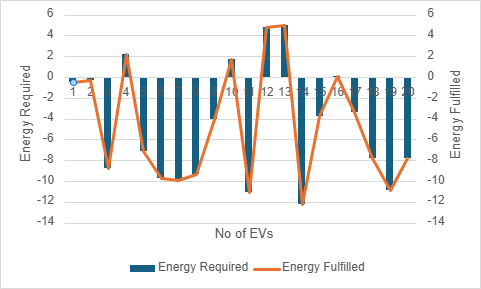 6 6
4 4
2 2
0 0
1 2 3 4 5 6 7 8 9 10 11 12 13 14 15 16 17 18 19 20
-2 -2
-4 -4
-6 -6
-8 -8
-10 -10
-12 -12
-14 -14
Energy Required
Energy Fulfilled
No of EVs
Energy Required Energy Fulfilled